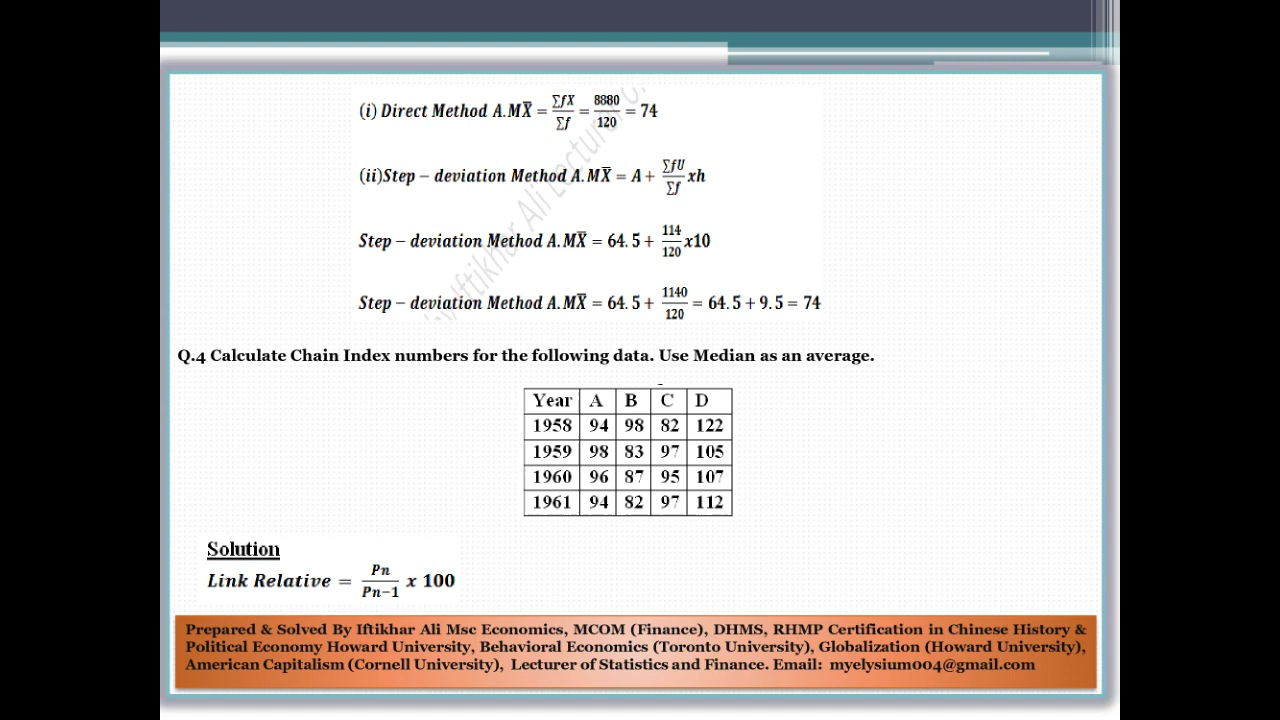 (i) Direct Method A.MX̅ = ∑fX/∑f = 8880/120 = 74
(ii)Step − deviation Method A.MX̅ = A + ∑fU/∑f xh
Step − deviation Method A.MX̅ = 64.5 + 114/120 x10
Step − deviation Method A.MX̅ = 64.5 + 1140/120 = 64.5 + 9.5 = 74
Iftikhar Ali Lecturer
Q.4 Calculate Chain Index numbers for the following data. Use Median as an average.
Year A B C D
1958 94 98 82 122
1959 98 83 97 105
1960 96 87 95 107
1961 94 82 97 112
Solution
Link Relative = Pn/Pn−1 x 100
Prepared & Solved By Iftikhar Ali Msc Economics, MCOM (Finance), DHMS, RHMP Certification in Chinese History &
Political Economy Howard University, Behavioral Economics (Toronto University), Globalization (Howard University),
American Capitalism (Cornell University), Lecturer of Statistics and Finance. Email: myelysium004@gmail.com